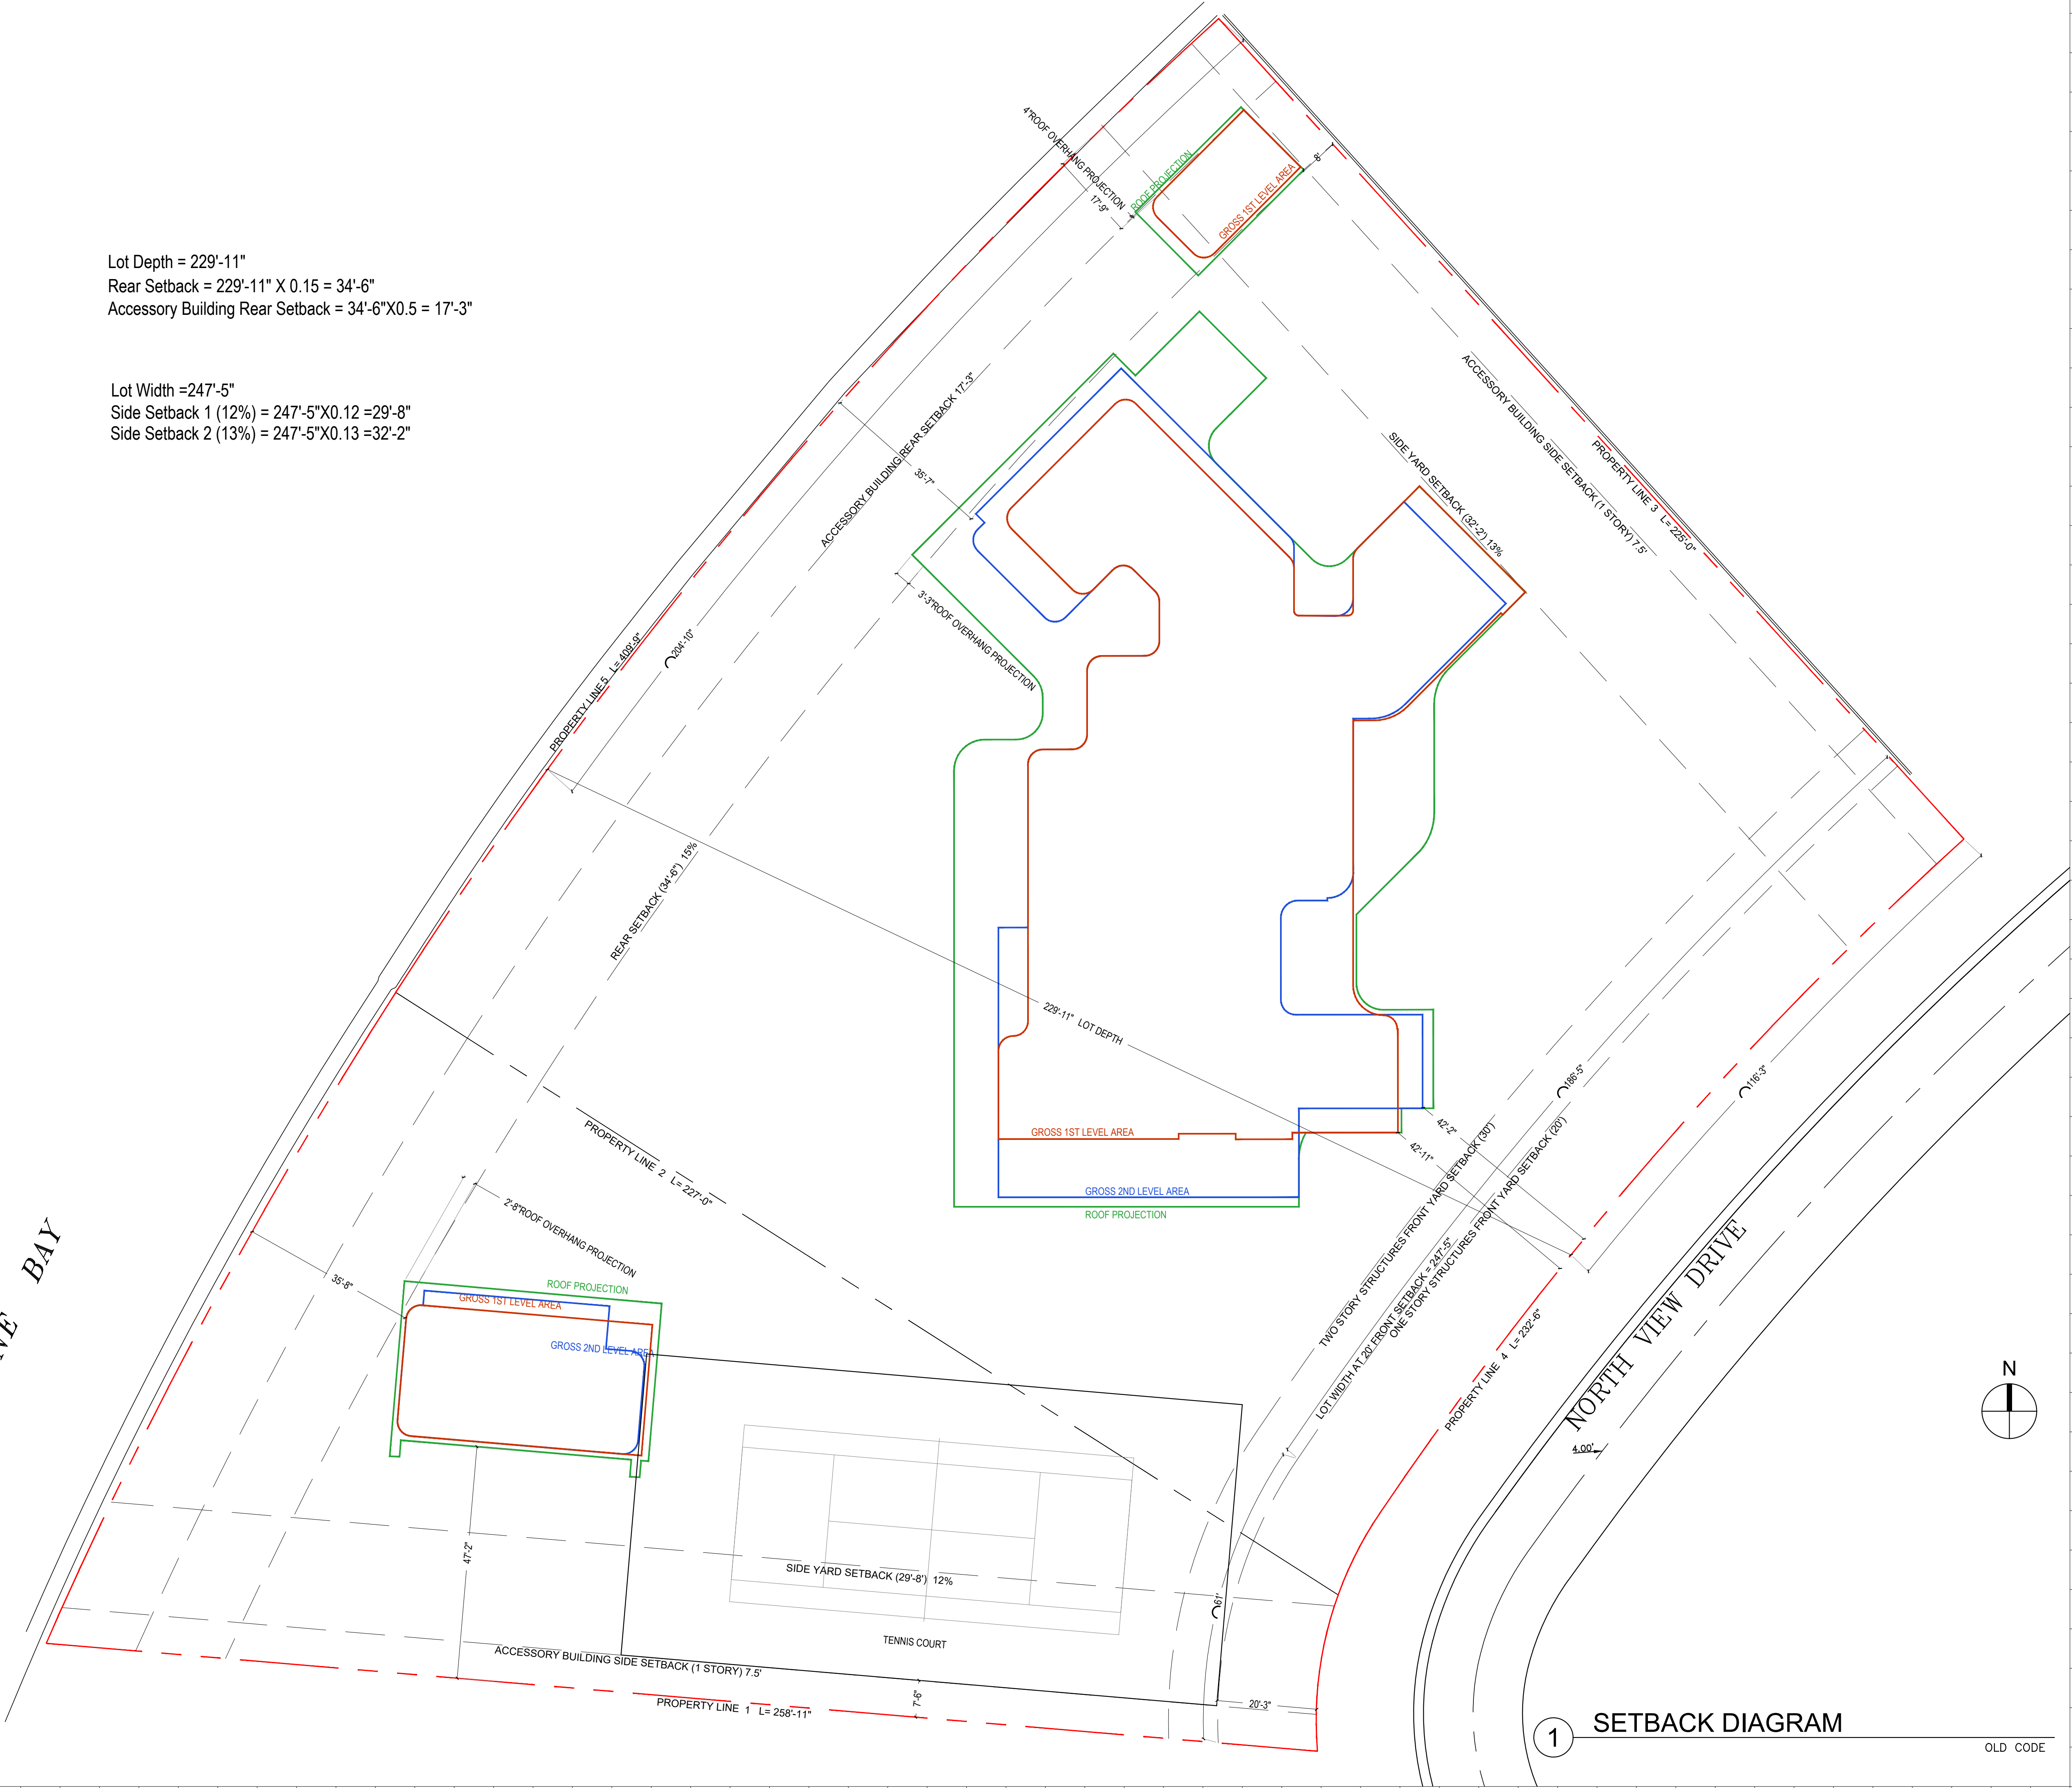 4"ROOF OVERHANG PROJECTION
ROOF PROJECTION
8'
17'-9"
GROSS 1ST LEVEL AREA
Lot Depth = 229'-11"
Rear Setback = 229'-11" X 0.15 = 34'-6"
Accessory Building Rear Setback = 34'-6"X0.5 = 17'-3"
Lot Width =247'-5"
Side Setback 1 (12%) = 247'-5"X0.12 =29'-8"
Side Setback 2 (13%) = 247'-5"X0.13 =32'-2"
ACCESSORY BUILDING REAR SETBACK 17'-3"
35'-7"
ACCESSORY BUILDING SIDE SETBACK (1 STORY) 7.5'
PROPERTY LINE 3 L= 225'-0"
SIDE YARD SETBACK (32'-2') 13%
3'-3"ROOF OVERHANG PROJECTION
204'-10"
PROPERTY LINE 5 L= 409'-9"
REAR SETBACK (34'-6") 15%
229'-11" LOT DEPTH
186'-5"
116'-3"
PROPERTY LINE 2 L= 227'-0"
GROSS 1ST LEVEL AREA
42'-2"
42'-11"
GROSS 2ND LEVEL AREA
ROOF PROJECTION
TWO STORY STRUCTURES FRONT YARD SETBACK (30')
LOT WIDTH AT 20' FRONT SETBACK = 247'-5"
ONE STORY STRUCTURES FRONT YARD SETBACK (20')
2'-8"ROOF OVERHANG PROJECTION
BAY
35'-8"
ROOF PROJECTION
GROSS 1ST LEVEL AREA
GROSS 2ND LEVEL AREA
PROPERTY LINE 4 L= 232'-6"
NORTH VIEW DRIVE
4.00'
N
47'-2"
SIDE YARD SETBACK (29'-8') 12%
61'
TENNIS COURT
ACCESSORY BUILDING SIDE SETBACK (1 STORY) 7.5'
7'-6"
20'-3"
PROPERTY LINE 1 L= 258'-11"
1 SETBACK DIAGRAM
OLD CODE